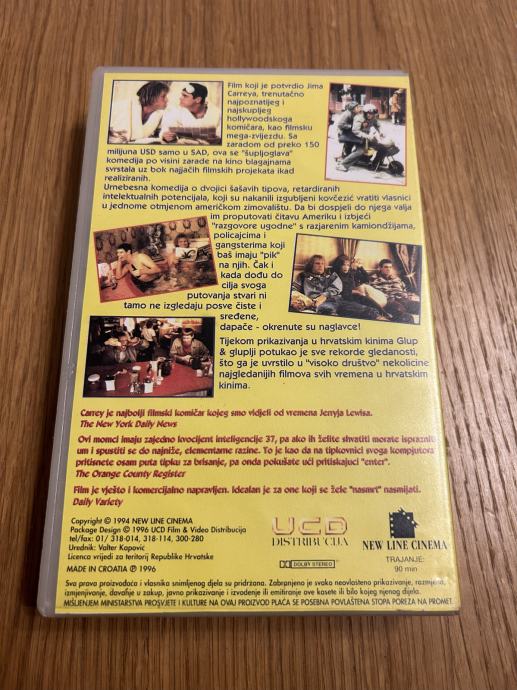 Film koji je potvrdio Jima
Carreya, trenutačno
najpoznatijeg i
najskupljeg
hollywoodskoga
komičara, kao filmsku
mega-zvijezdu. Sa
zaradom od preko 150
milijuna USD samo u SAD, ova se "šupljoglava"
komedija po visini zarade na kino blagajnama
svrstala uz bok najjačih filmskih projekata ikad
realiziranih.
Urnebesna komedija o dvojici šašavih tipova, retardiranih
intelektualnih potencijala, koji su nakanili izgubljeni kovčezić vratiti vlasnici
u jednome otmjenom američkom zimovalištu. Da bi dospjeli do njega valja
im proputovati čitavu Ameriku i izbjeći
"razgovore ugodne" s razjarenim kamiondžijama,
policajcima i
gangsterima koji
baš imaju "pik"
na njih. Čak i
kada dođu do
cilja svoga
putovanja stvari ni
tamo ne izgledaju posve čiste i
sređene,
dapače - okrenute su naglavce!
Tijekom prikazivanja u hrvatskim kinima Glup
& gluplji potukao je sve rekorde gledanosti,
što ga je uvrstilo u "visoko društvo" nekolicine
najgledanijih filmova svih vremena u hrvatskim
kinima.
Carrey je najbolji filmski komičar kojeg smo vidjeli od vremena Jerryja Lewisa.
The New York Daily News
Ovi momci imaju zajedno kvocijent inteligencije 37, pa ako ih želite shvatiti morate isprazniti
um i spustiti se do najniže, elementarne razine. To je kao da na tipkovnici svoga kompjutora
pritisnete osam puta tipku za brisanje, pa onda pokušate ući pritiskajući "enter".
The Orange County Register
Film je vješto i komercijalno napravljen. Idealan je za one koji se žele "nasmrt" nasmijati.
Daily Variety
Copyright © 1994 NEW LINE CINEMA
Package Design © 1996 UCD Film & Video Distribucija
tel/fax: 01/ 318-014, 318-114, 300-280
Urednik: Valter Kapović
Licenca vrijedi za teritorij Republike Hrvatske
MADE IN CROATIA ℗ 1996
UCD
DISTRIBUCIJA
DOLBY STEREO
NEW LINE CINEMA
TRAJANJE:
90 min
Sva prava proizvođača i vlasnika snimljenog djela su pridržana. Zabranjeno je svako neovlašteno prikazivanje, razmjena,
izmjenjivanje, davanje u zakup, javno prikazivanje i izvođenje ili emitiranje ove kasete ili bilo kojeg njenog dijela.
MIŠLJENJEM MINISTARSTVA PROSVJETE I KULTURE NA OVAJ PROIZVOD PLAĆA SE POSEBNA POVLAŠTENA STOPA POREZA NA PROMET